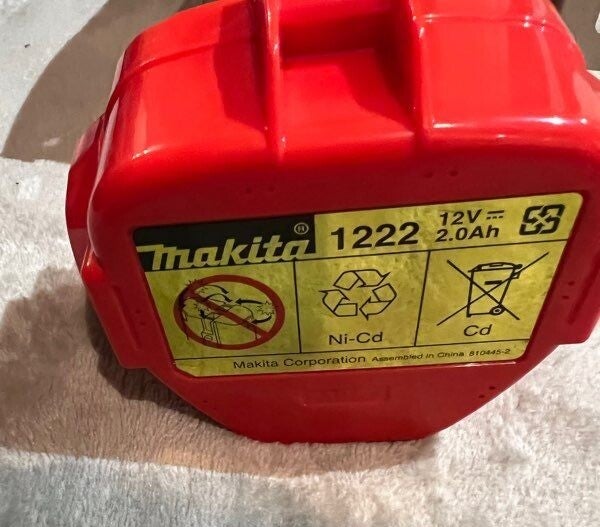 makita® 1222 12V⎓ 2.0Ah
Ni-Cd
Cd
Makita Corporation Assembled in China 810445-2